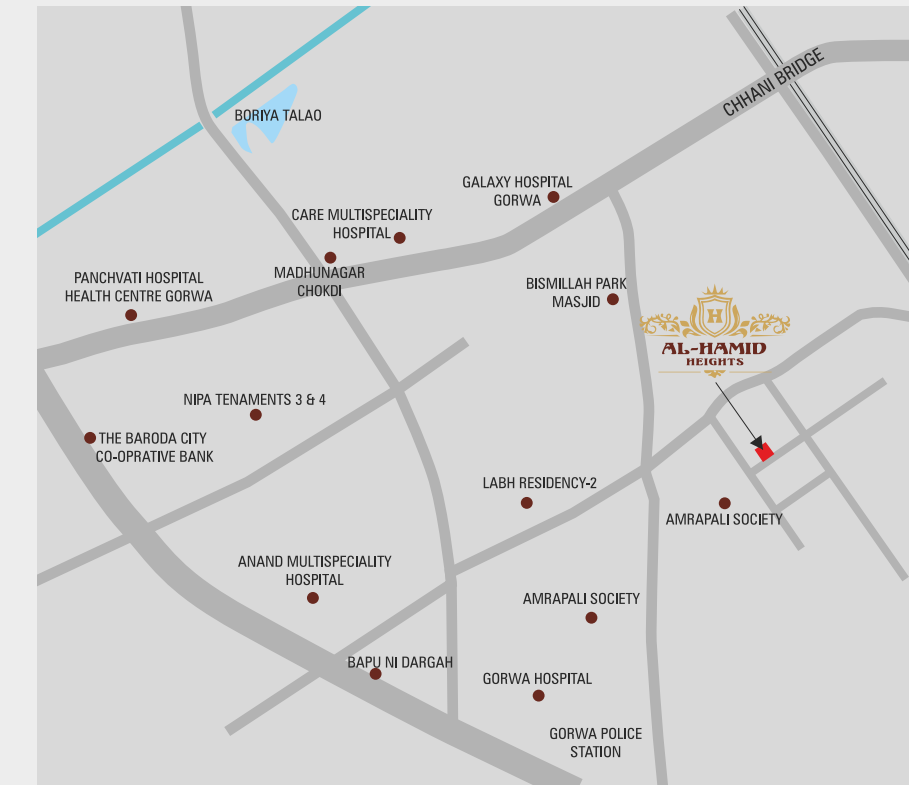 CHHANI BRIDGE
BORIYA TALAO
GALAXY HOSPITAL
GORWA
CARE MULTISPECIALITY
HOSPITAL
MADHUNAGAR
CHOKDI
PANCHVATI HOSPITAL
HEALTH CENTRE GORWA
BISMILLAH PARK
MASJID
H
AL-HAMID
HEIGHTS
NIPA TENAMENTS 3 & 4
THE BARODA CITY
CO-OPRATIVE BANK
LABH RESIDENCY-2
AMRAPALI SOCIETY
ANAND MULTISPECIALITY
HOSPITAL
AMRAPALI SOCIETY
BAPU NI DARGAH
GORWA HOSPITAL
GORWA POLICE
STATION